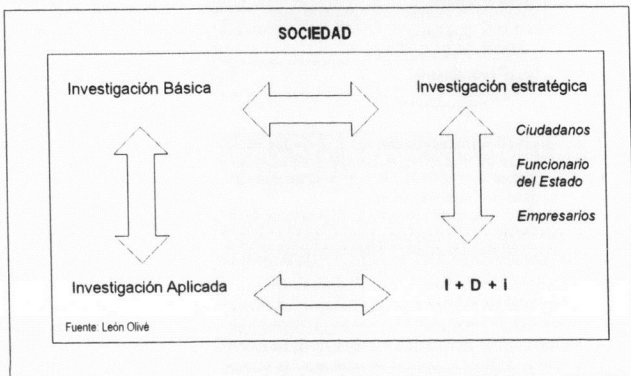 SOCIEDAD
Investigación Básica
Investigación estratégica
Ciudadanos
Funcionario
del Estado
Empresarios
Investigación Aplicada
I + D + i
Fuente: León Olivé